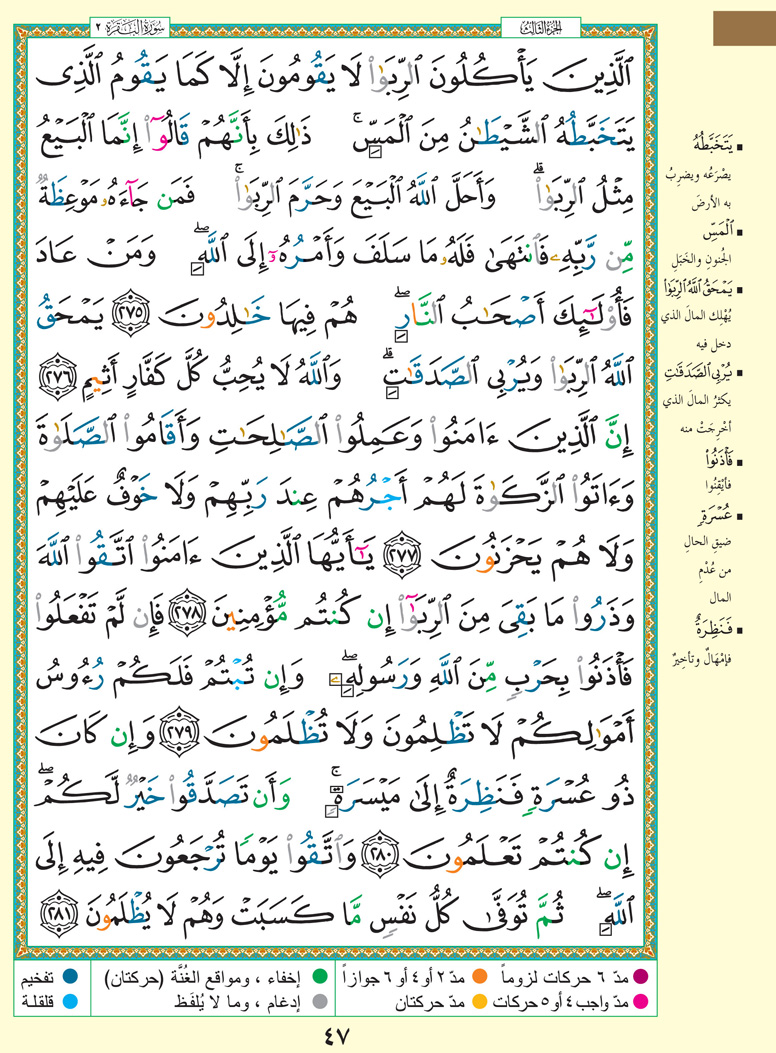 الجزء الثالث
سورة البقرة ٢
ٱلَّذِينَ يَأْكُلُونَ ٱلرِّبَوٰا۟ لَا يَقُومُونَ إِلَّا كَمَا يَقُومُ ٱلَّذِى
يَتَخَبَّطُهُ ٱلشَّيْطَٰنُ مِنَ ٱلْمَسِّ ۚ ذَٰلِكَ بِأَنَّهُمْ قَالُوٓا۟ إِنَّمَا ٱلْبَيْعُ
مِثْلُ ٱلرِّبَوٰا۟ ۗ وَأَحَلَّ ٱللَّهُ ٱلْبَيْعَ وَحَرَّمَ ٱلرِّبَوٰا۟ ۚ فَمَن جَآءَهُۥ مَوْعِظَةٌ
مِّن رَّبِّهِۦ فَٱنتَهَىٰ فَلَهُۥ مَا سَلَفَ وَأَمْرُهُۥٓ إِلَى ٱللَّهِ ۖ وَمَنْ عَادَ
فَأُو۟لَٰٓئِكَ أَصْحَٰبُ ٱلنَّارِ ۖ هُمْ فِيهَا خَٰلِدُونَ ٢٧٥ يَمْحَقُ
ٱللَّهُ ٱلرِّبَوٰا۟ وَيُرْبِى ٱلصَّدَقَٰتِ ۗ وَٱللَّهُ لَا يُحِبُّ كُلَّ كَفَّارٍ أَثِيمٍ ٢٧٦
إِنَّ ٱلَّذِينَ ءَامَنُوا۟ وَعَمِلُوا۟ ٱلصَّٰلِحَٰتِ وَأَقَامُوا۟ ٱلصَّلَوٰةَ
وَءَاتَوُا۟ ٱلزَّكَوٰةَ لَهُمْ أَجْرُهُمْ عِندَ رَبِّهِمْ وَلَا خَوْفٌ عَلَيْهِمْ
وَلَا هُمْ يَحْزَنُونَ ٢٧٧ يَٰٓأَيُّهَا ٱلَّذِينَ ءَامَنُوا۟ ٱتَّقُوا۟ ٱللَّهَ
وَذَرُوا۟ مَا بَقِىَ مِنَ ٱلرِّبَوٰٓا۟ إِن كُنتُم مُّؤْمِنِينَ ٢٧٨ فَإِن لَّمْ تَفْعَلُوا۟
فَأْذَنُوا۟ بِحَرْبٍ مِّنَ ٱللَّهِ وَرَسُولِهِۦ ۖ وَإِن تُبْتُمْ فَلَكُمْ رُءُوسُ
أَمْوَٰلِكُمْ لَا تَظْلِمُونَ وَلَا تُظْلَمُونَ ٢٧٩ وَإِن كَانَ
ذُو عُسْرَةٍ فَنَظِرَةٌ إِلَىٰ مَيْسَرَةٍ ۚ وَأَن تَصَدَّقُوا۟ خَيْرٌ لَّكُمْ ۖ
إِن كُنتُمْ تَعْلَمُونَ ٢٨٠ وَٱتَّقُوا۟ يَوْمًا تُرْجَعُونَ فِيهِ إِلَى
ٱللَّهِ ۖ ثُمَّ تُوَفَّىٰ كُلُّ نَفْسٍ مَّا كَسَبَتْ وَهُمْ لَا يُظْلَمُونَ ٢٨١
▪ يَتَخَبَّطُهُ
يصْرَعُه ويضربُ
به الأرضَ
▪ ٱلْمَسِّ
الجُنونِ والخَبَلِ
▪ يَمْحَقُ ٱللَّهُ ٱلرِّبَوٰا۟
يُهْلِك المالَ الذي
دخل فيه
▪ يُرْبِى ٱلصَّدَقَٰتِ
يكثرُ المالَ الذي
أخْرِجَتْ منه
▪ فَأْذَنُوا۟
فأيْقِنُوا
▪ عُسْرَةٍ
ضيقِ الحالِ
من عُدْمِ
المال
▪ فَنَظِرَةٌ
فإمْهَالٌ وتأخيرٌ
مدّ ٦ حركات لزوماً
مدّ ٢ أو ٤ أو ٦ جوازاً
إخفاء ، ومواقع الغُنَّة (حركتان)
تفخيم
مدّ واجب ٤ أو ٥ حركات
مدّ حركتان
إدغام ، وما لا يُلفَظ
قلقلة
٤٧